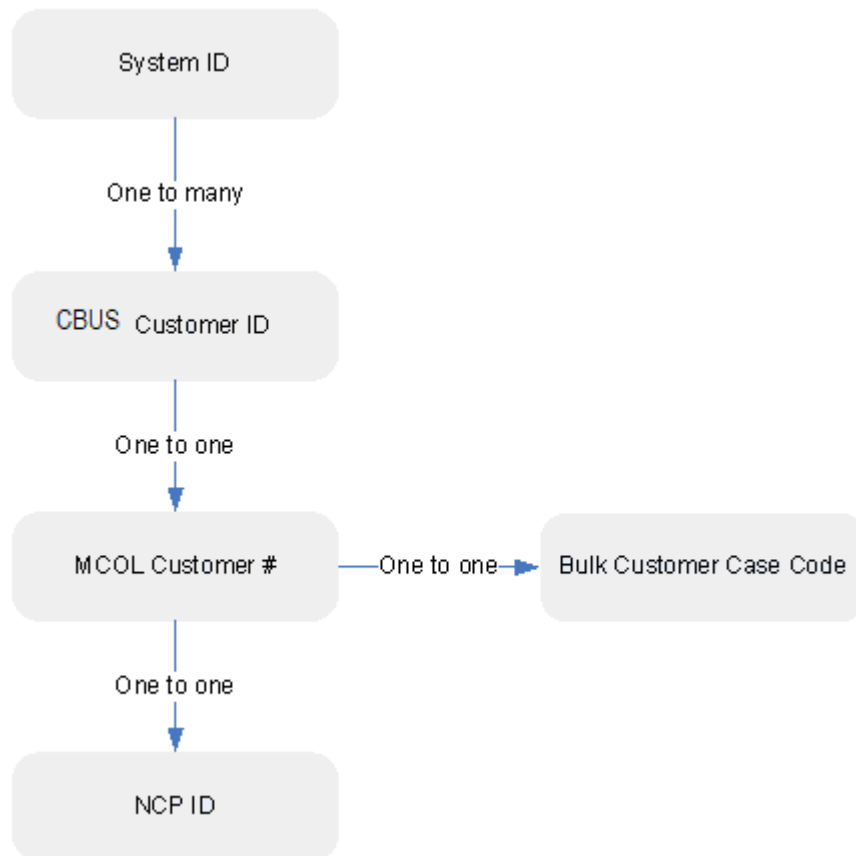 System ID
One to many
CBUS Customer ID
One to one
MCOL Customer #
One to one
Bulk Customer Case Code
One to one
NCP ID